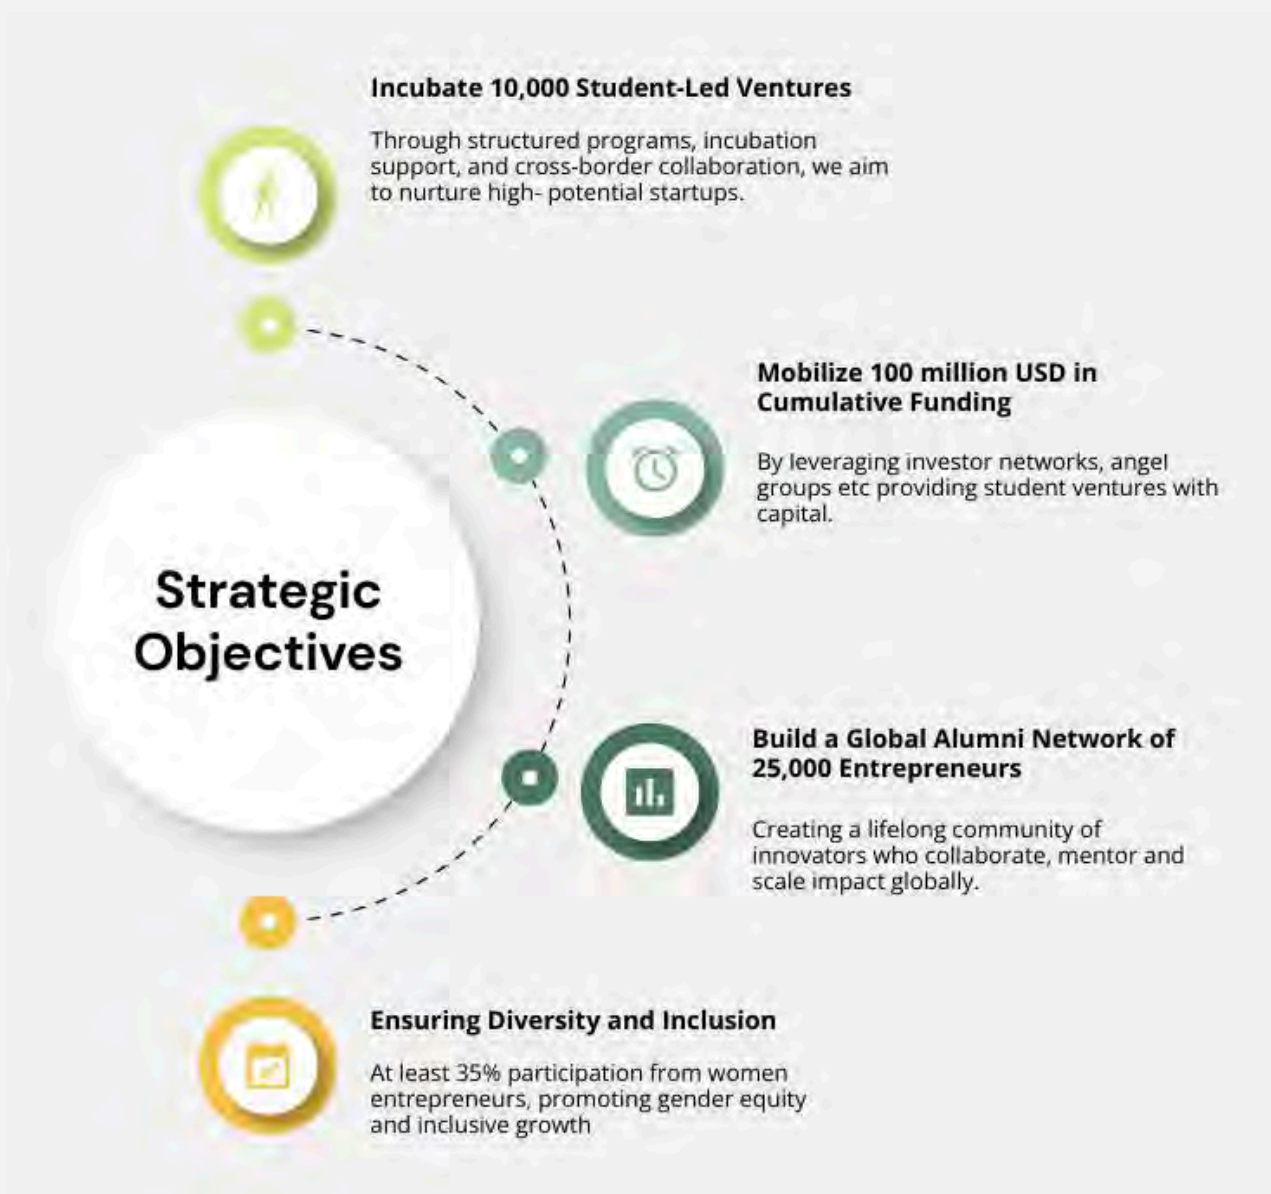 Incubate 10,000 Student-Led Ventures
Through structured programs, incubation
support, and cross-border collaboration, we aim
to nurture high- potential startups.
Mobilize 100 million USD in
Cumulative Funding
By leveraging investor networks, angel
groups etc providing student ventures with
capital.
Strategic
Objectives
Build a Global Alumni Network of
25,000 Entrepreneurs
Creating a lifelong community of
innovators who collaborate, mentor and
scale impact globally.
Ensuring Diversity and Inclusion
At least 35% participation from women
entrepreneurs, promoting gender equity
and inclusive growth